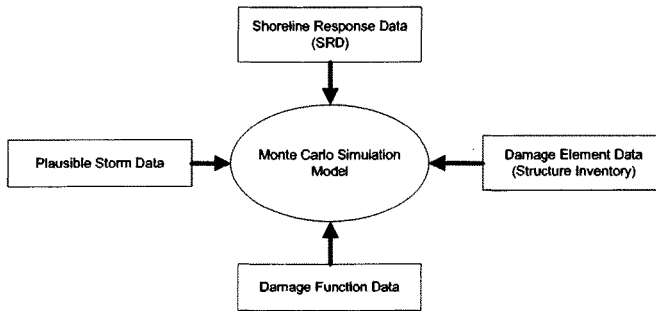 Shoreline Response Data
(SRD)
Plausible Storm Data
Monte Carlo Simulation
Model
Damage Element Data
(Structure Inventory)
Damage Function Data